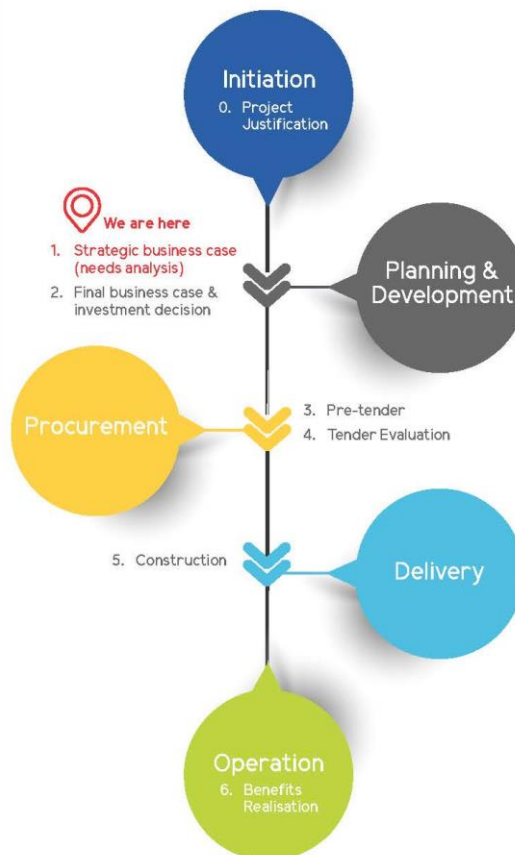 Initiation
0. Project
Justification
We are here
1. Strategic business case
(needs analysis)
2. Final business case &
investment decision
Planning &
Development
Procurement
3. Pre-tender
4. Tender Evaluation
5. Construction
Delivery
Operation
6. Benefits
Realisation